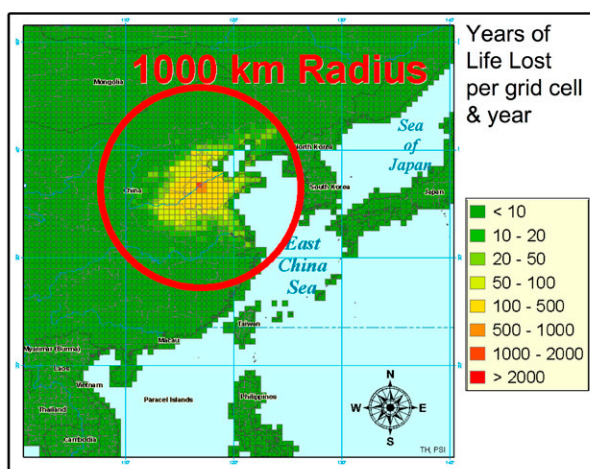 1000 km Radius
Mongolia
China
North Korea
South Korea
Japan
Sea
of
Japan
East
China
Sea
Taiwan
Macau
Myanmar (Burma)
Laos
Vietnam
Thailand
Cambodia
Paracel Islands
Philippines
N
W
E
S
TH, PSI
Years of
Life Lost
per grid cell
& year
< 10
10 - 20
20 - 50
50 - 100
100 - 500
500 - 1000
1000 - 2000
> 2000